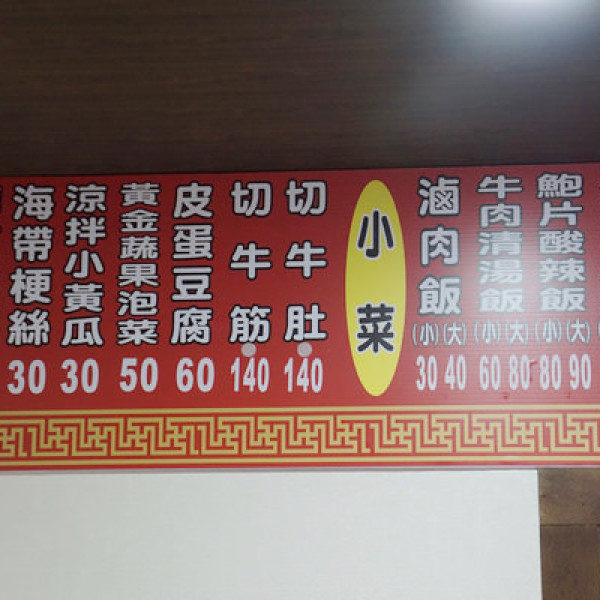 鮑片酸辣飯
(小)(大)
80 90
牛肉清湯飯
(小)(大)
60 80
滷肉飯
(小)(大)
30 40
小菜
切牛肚
140
切牛筋
140
皮蛋豆腐
60
黃金蔬果泡菜
50
涼拌小黃瓜
30
海帶梗絲
30